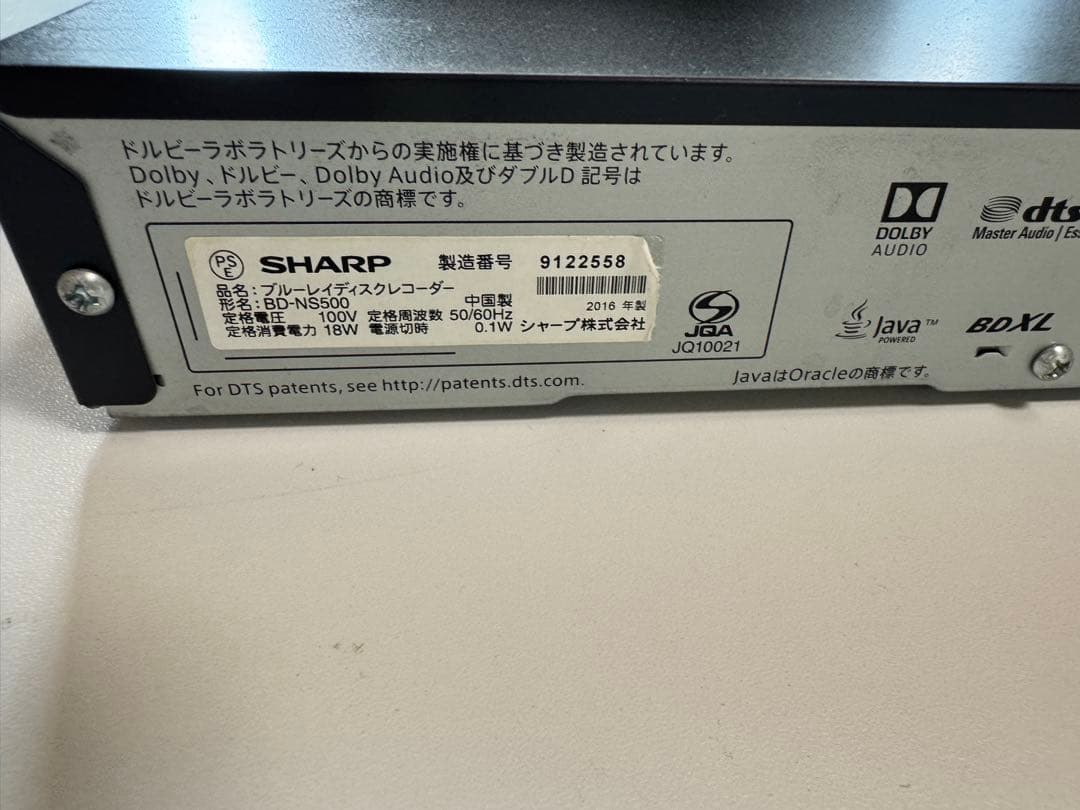 ドルビーラボラトリーズからの実施権に基づき製造されています。
Dolby、ドルビー、Dolby Audio及びダブルD 記号は
ドルビーラボラトリーズの商標です。
DOLBY
AUDIO
dts
Master Audio |
PSE SHARP 製造番号 9122558
品名:ブルーレイディスクレコーダー
形名:BD-NS500 中国製 2016 年製
定格電圧 100V 定格周波数 50/60Hz
定格消費電力 18W 電源切時 0.1W シャープ株式会社
JQA
JQ10021
Java™
POWERED
BDXL
For DTS patents, see http://patents.dts.com.
JavaはOracleの商標です。